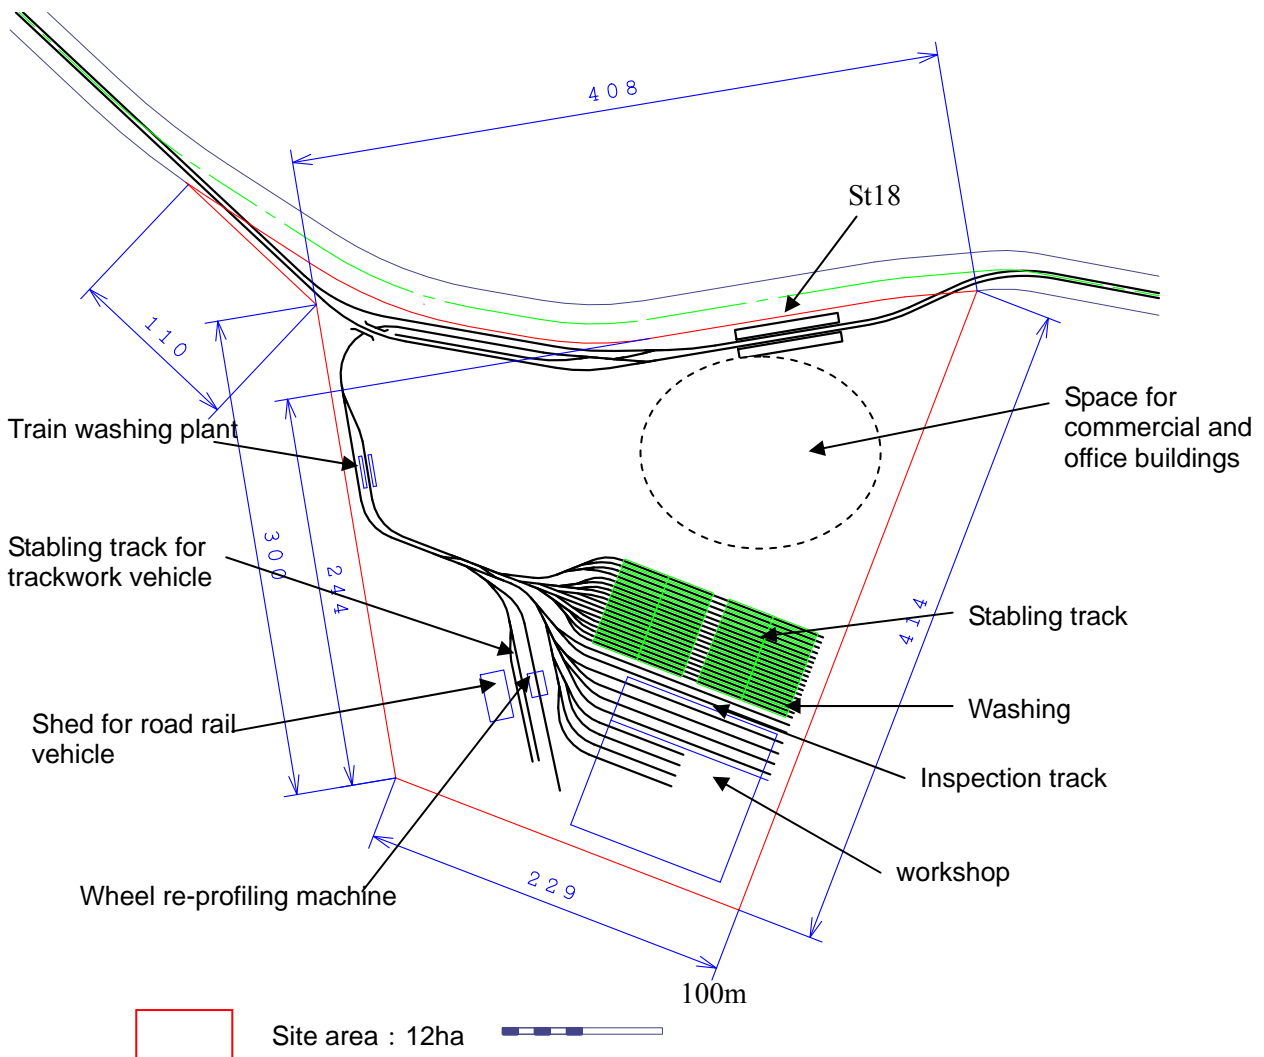 408
St18
110
Space for
commercial and
office buildings
Train washing plant
300
244
Stabling track for
trackwork vehicle
414
Stabling track
Shed for road rail
vehicle
Washing
Inspection track
workshop
229
Wheel re-profiling machine
100m
Site area : 12ha